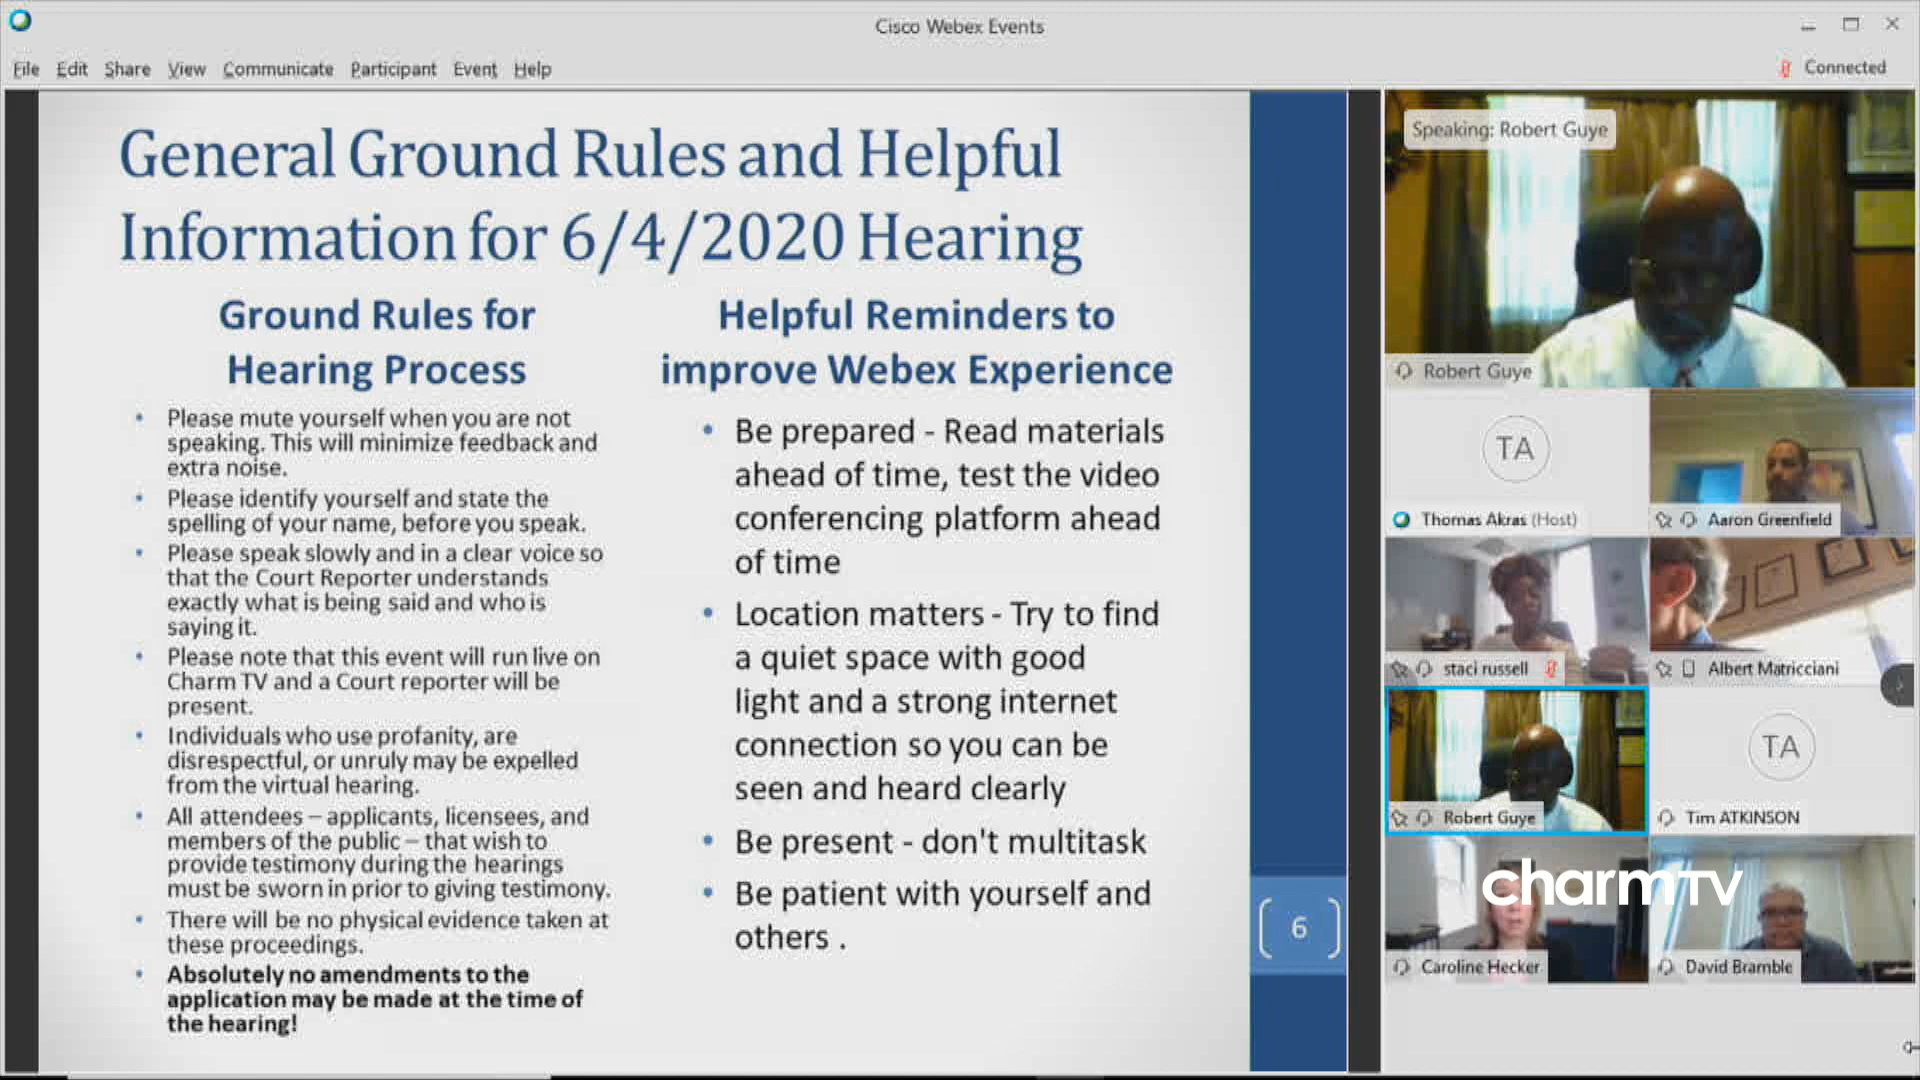 Cisco Webex Events
File Edit Share View Communicate Participant Event Help
Connected
General Ground Rules and Helpful
Information for 6/4/2020 Hearing
Ground Rules for
Hearing Process
• Please mute yourself when you are not
speaking. This will minimize feedback and
extra noise.
• Please identify yourself and state the
spelling of your name, before you speak.
• Please speak slowly and in a clear voice so
that the Court Reporter understands
exactly what is being said and who is
saying it.
• Please note that this event will run live on
Charm TV and a Court reporter will be
present.
• Individuals who use profanity, are
disrespectful, or unruly may be expelled
from the virtual hearing.
• All attendees – applicants, licensees, and
members of the public – that wish to
provide testimony during the hearings
must be sworn in prior to giving testimony.
• There will be no physical evidence taken at
these proceedings.
• Absolutely no amendments to the
application may be made at the time of
the hearing!
Helpful Reminders to
improve Webex Experience
• Be prepared - Read materials
ahead of time, test the video
conferencing platform ahead
of time
• Location matters - Try to find
a quiet space with good
light and a strong internet
connection so you can be
seen and heard clearly
• Be present - don't multitask
• Be patient with yourself and
others .
6
Speaking: Robert Guye
Robert Guye
TA
Thomas Akras (Host)
Aaron Greenfield
staci russell
Albert Matricciani
Robert Guye
TA
Tim ATKINSON
charmTV
Caroline Hecker
David Bramble